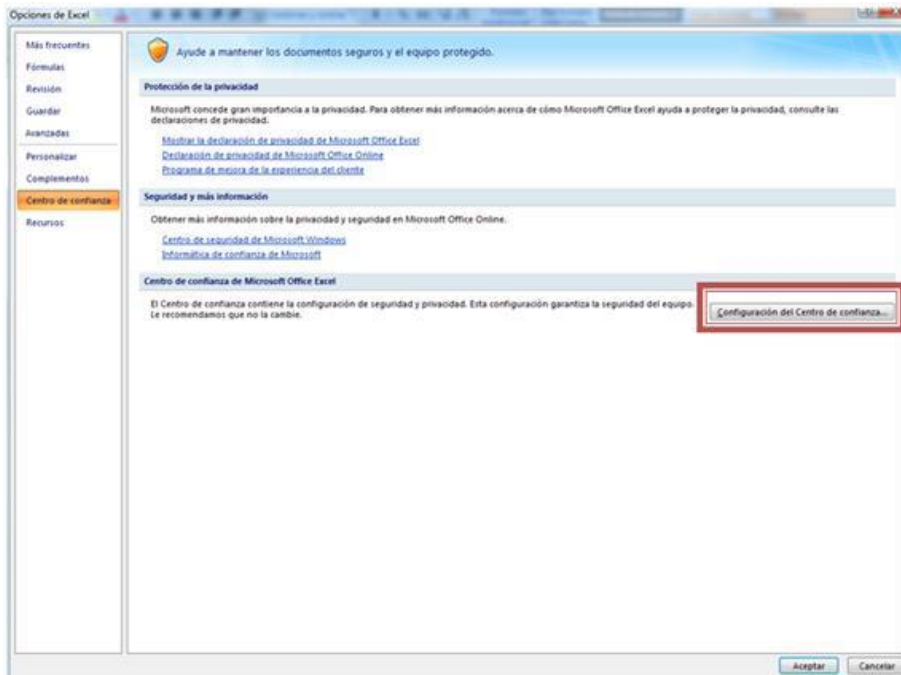 Opciones de Excel
Más frecuentes
Fórmulas
Revisión
Guardar
Avanzadas
Personalizar
Complementos
Centro de confianza
Recursos
Ayude a mantener los documentos seguros y el equipo protegido.
Protección de la privacidad
Microsoft concede gran importancia a la privacidad. Para obtener más información acerca de cómo Microsoft Office Excel ayuda a proteger la privacidad, consulte las
declaraciones de privacidad.
Mostrar la declaración de privacidad de Microsoft Office Excel
Declaración de privacidad de Microsoft Office Online
Programa de mejora de la experiencia del cliente
Seguridad y más información
Obtener más información sobre la privacidad y seguridad en Microsoft Office Online.
Centro de seguridad de Microsoft Windows
Informática de confianza de Microsoft
Centro de confianza de Microsoft Office Excel
El Centro de confianza contiene la configuración de seguridad y privacidad. Esta configuración garantiza la seguridad del equipo.
Le recomendamos que no la cambie.
Configuración del Centro de confianza...
Aceptar
Cancelar